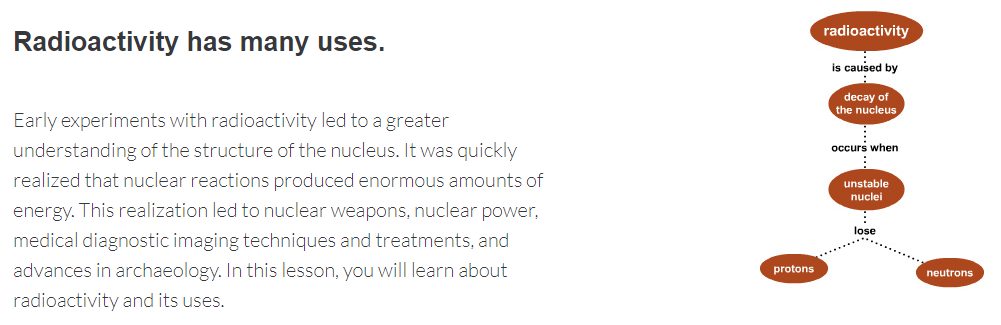 Radioactivity has many uses.
Early experiments with radioactivity led to a greater
understanding of the structure of the nucleus. It was quickly
realized that nuclear reactions produced enormous amounts of
energy. This realization led to nuclear weapons, nuclear power,
medical diagnostic imaging techniques and treatments, and
advances in archaeology. In this lesson, you will learn about
radioactivity and its uses.
radioactivity
is caused by
decay of
the nucleus
occurs when
unstable
nuclei
lose
protons
neutrons